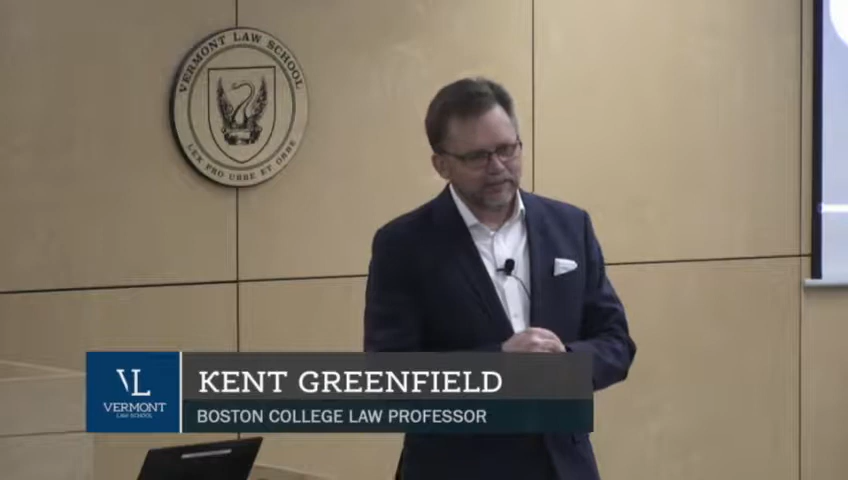 VERMONT LAW SCHOOL
LEX PRO URBE ET ORBE
VL
VERMONT
LAW SCHOOL
KENT GREENFIELD
BOSTON COLLEGE LAW PROFESSOR